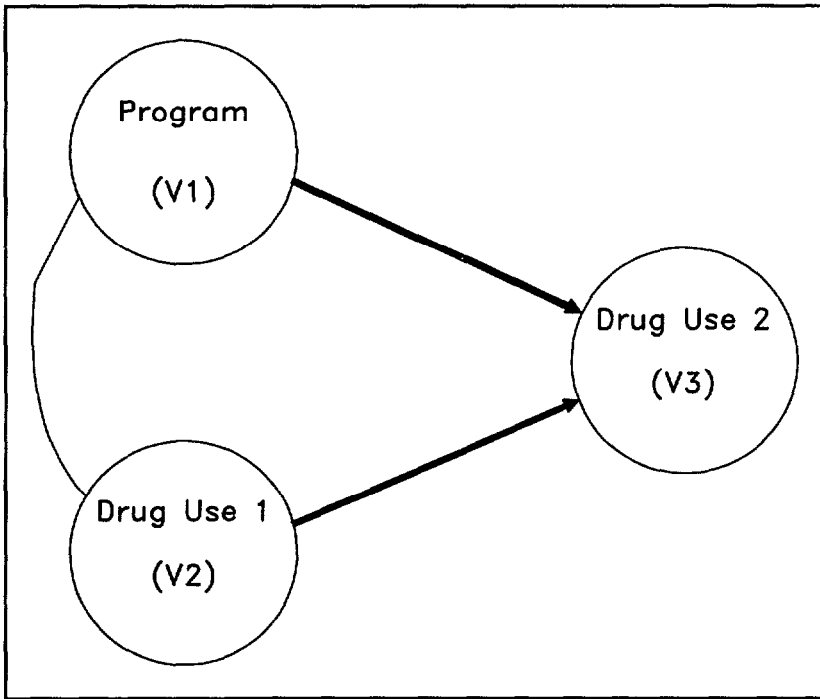 Program
(V1)
Drug Use 2
(V3)
Drug Use 1
(V2)